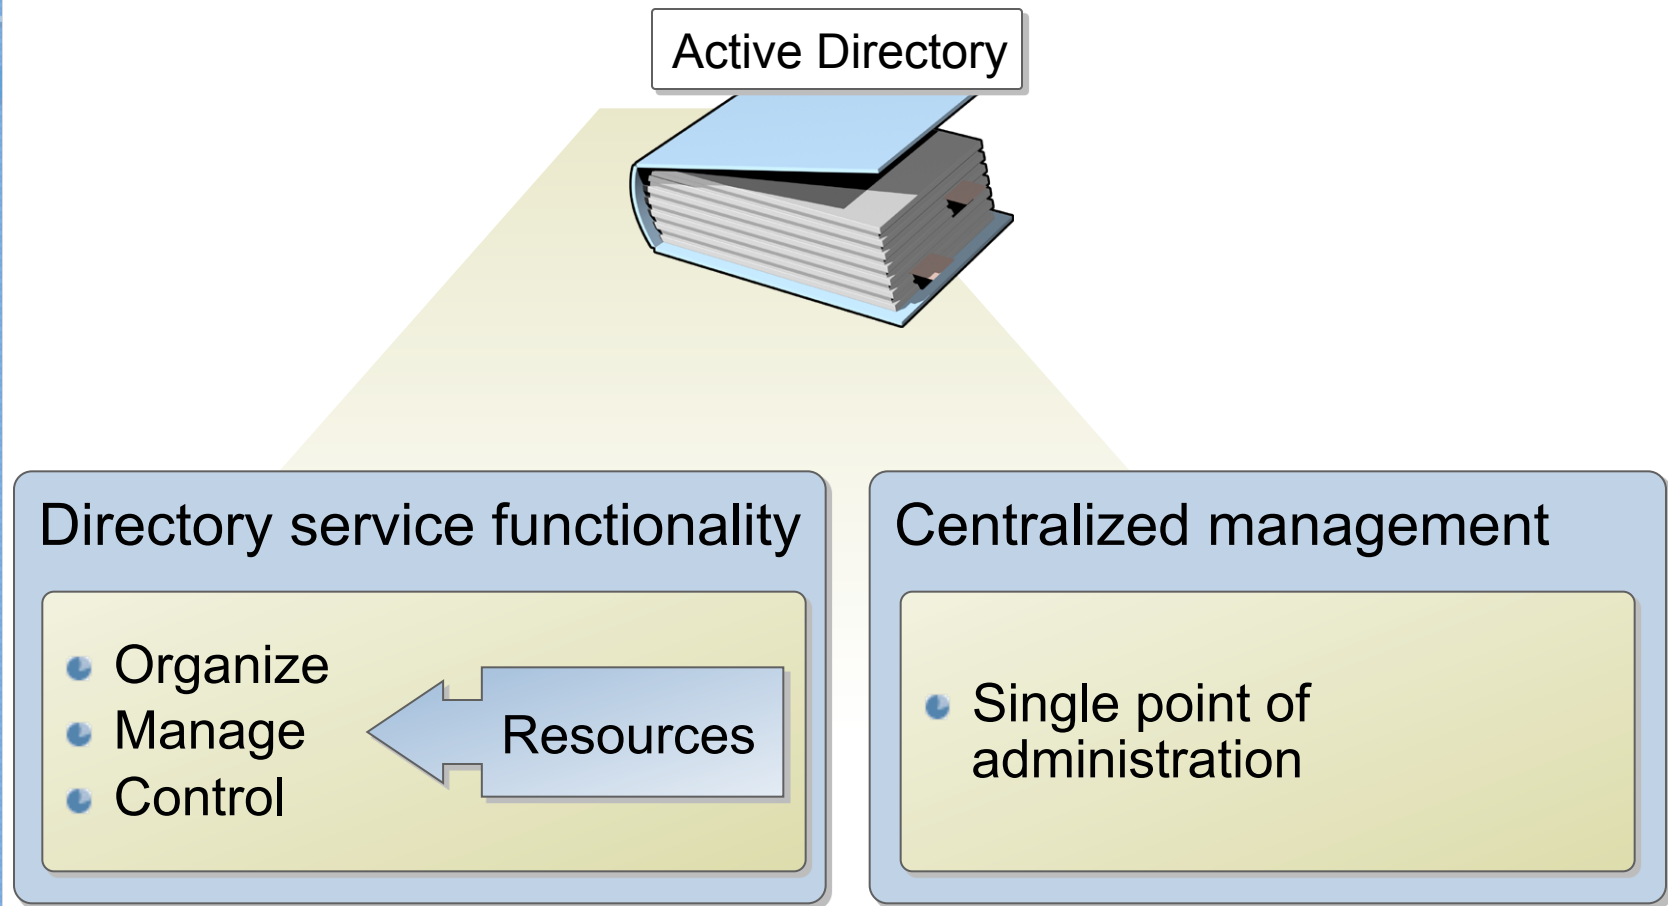 Active Directory
Directory service functionality
Organize
Manage
Control
Resources
Centralized management
Single point of
administration